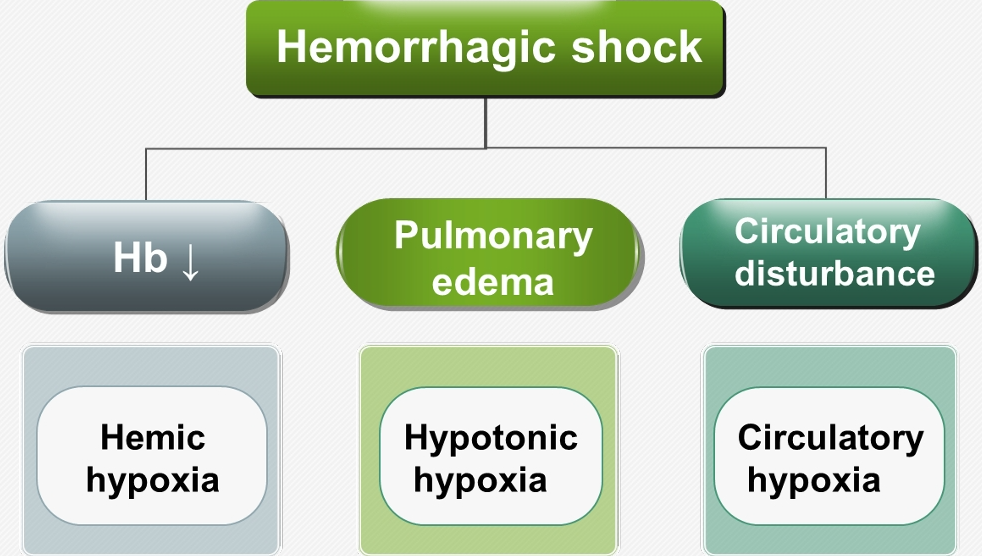 Hemorrhagic shock
Hb ↓
Pulmonary
edema
Circulatory
disturbance
Hemic
hypoxia
Hypotonic
hypoxia
Circulatory
hypoxia